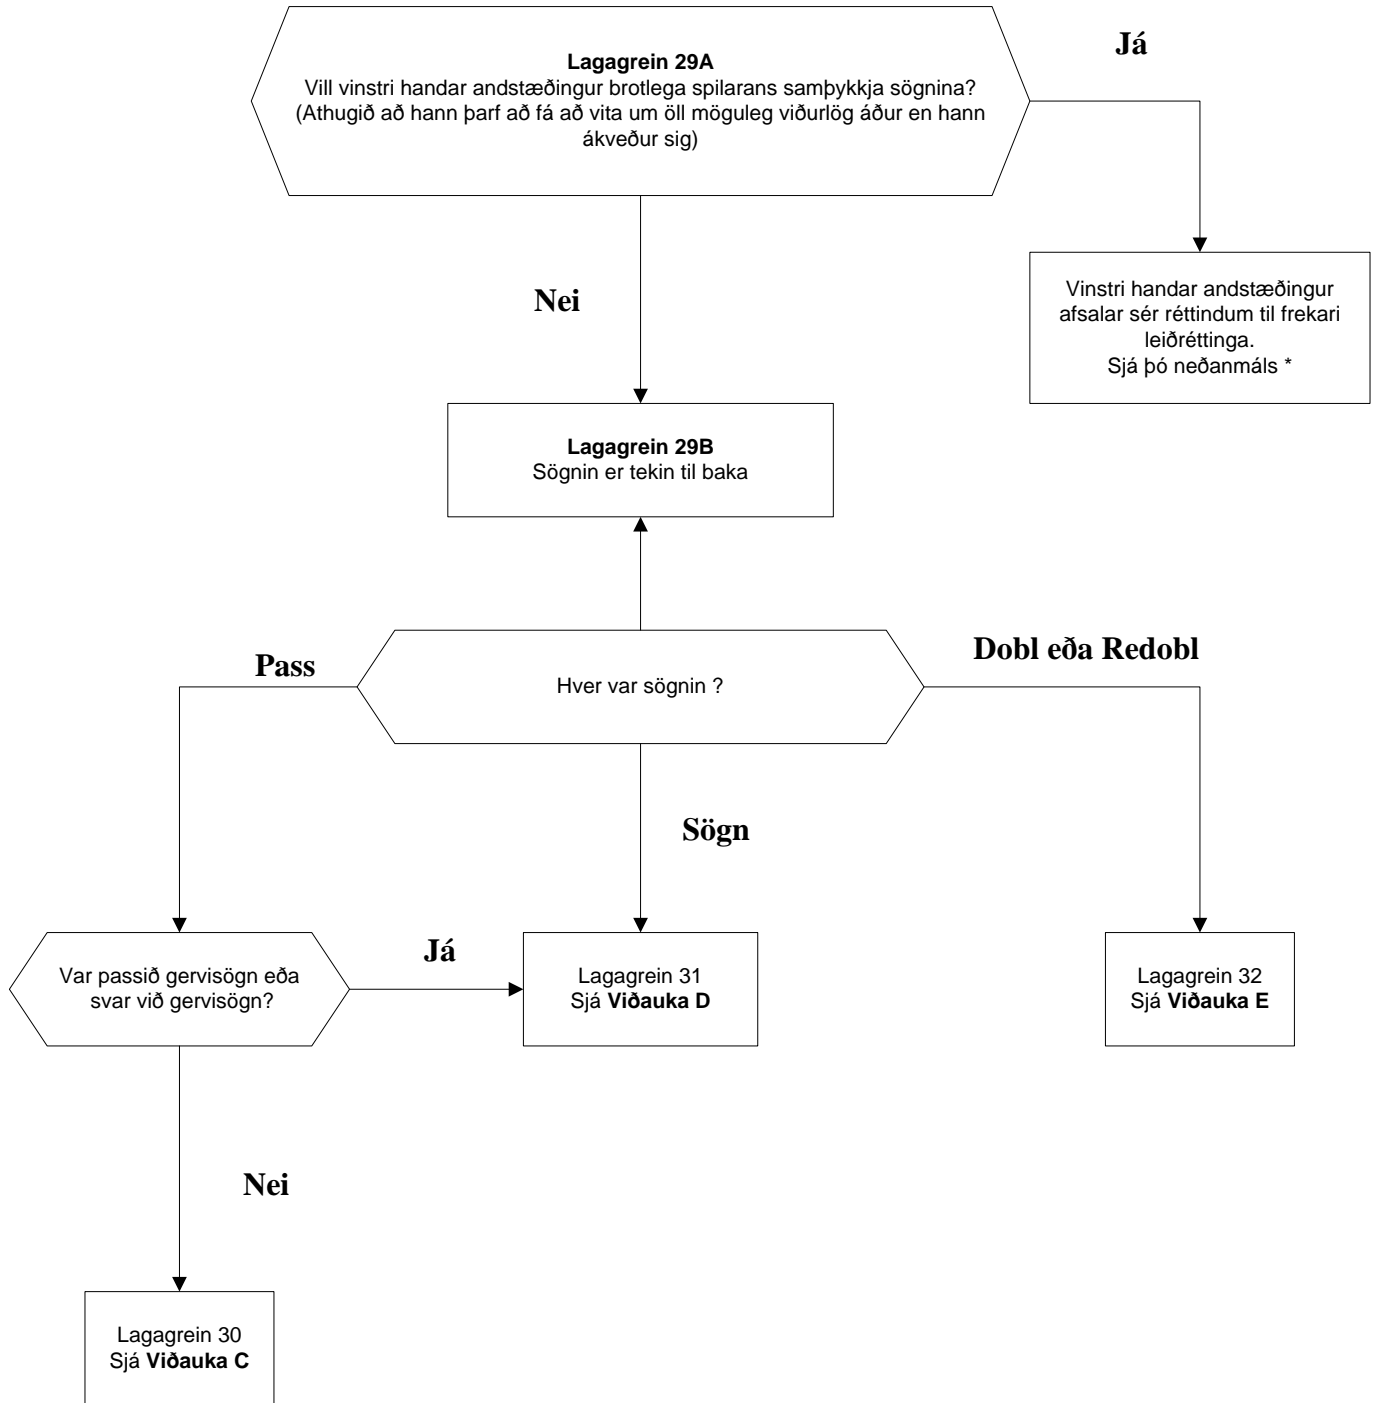 Lagagrein 29A
Vill vinstri handar andstæðingur brotlega spilarans samþykkja sögnina?
(Athugið að hann þarf að fá að vita um öll möguleg viðurlög áður en hann
ákveður sig)
Já
Nei
Vinstri handar andstæðingur
afsalar sér réttindum til frekari
leiðréttinga.
Sjá þó neðanmáls *
Lagagrein 29B
Sögnin er tekin til baka
Pass
Hver var sögnin ?
Dobl eða Redobl
Sögn
Var passið gervisögn eða
svar við gervisögn?
Já
Lagagrein 31
Sjá Viðauka D
Lagagrein 32
Sjá Viðauka E
Nei
Lagagrein 30
Sjá Viðauka C